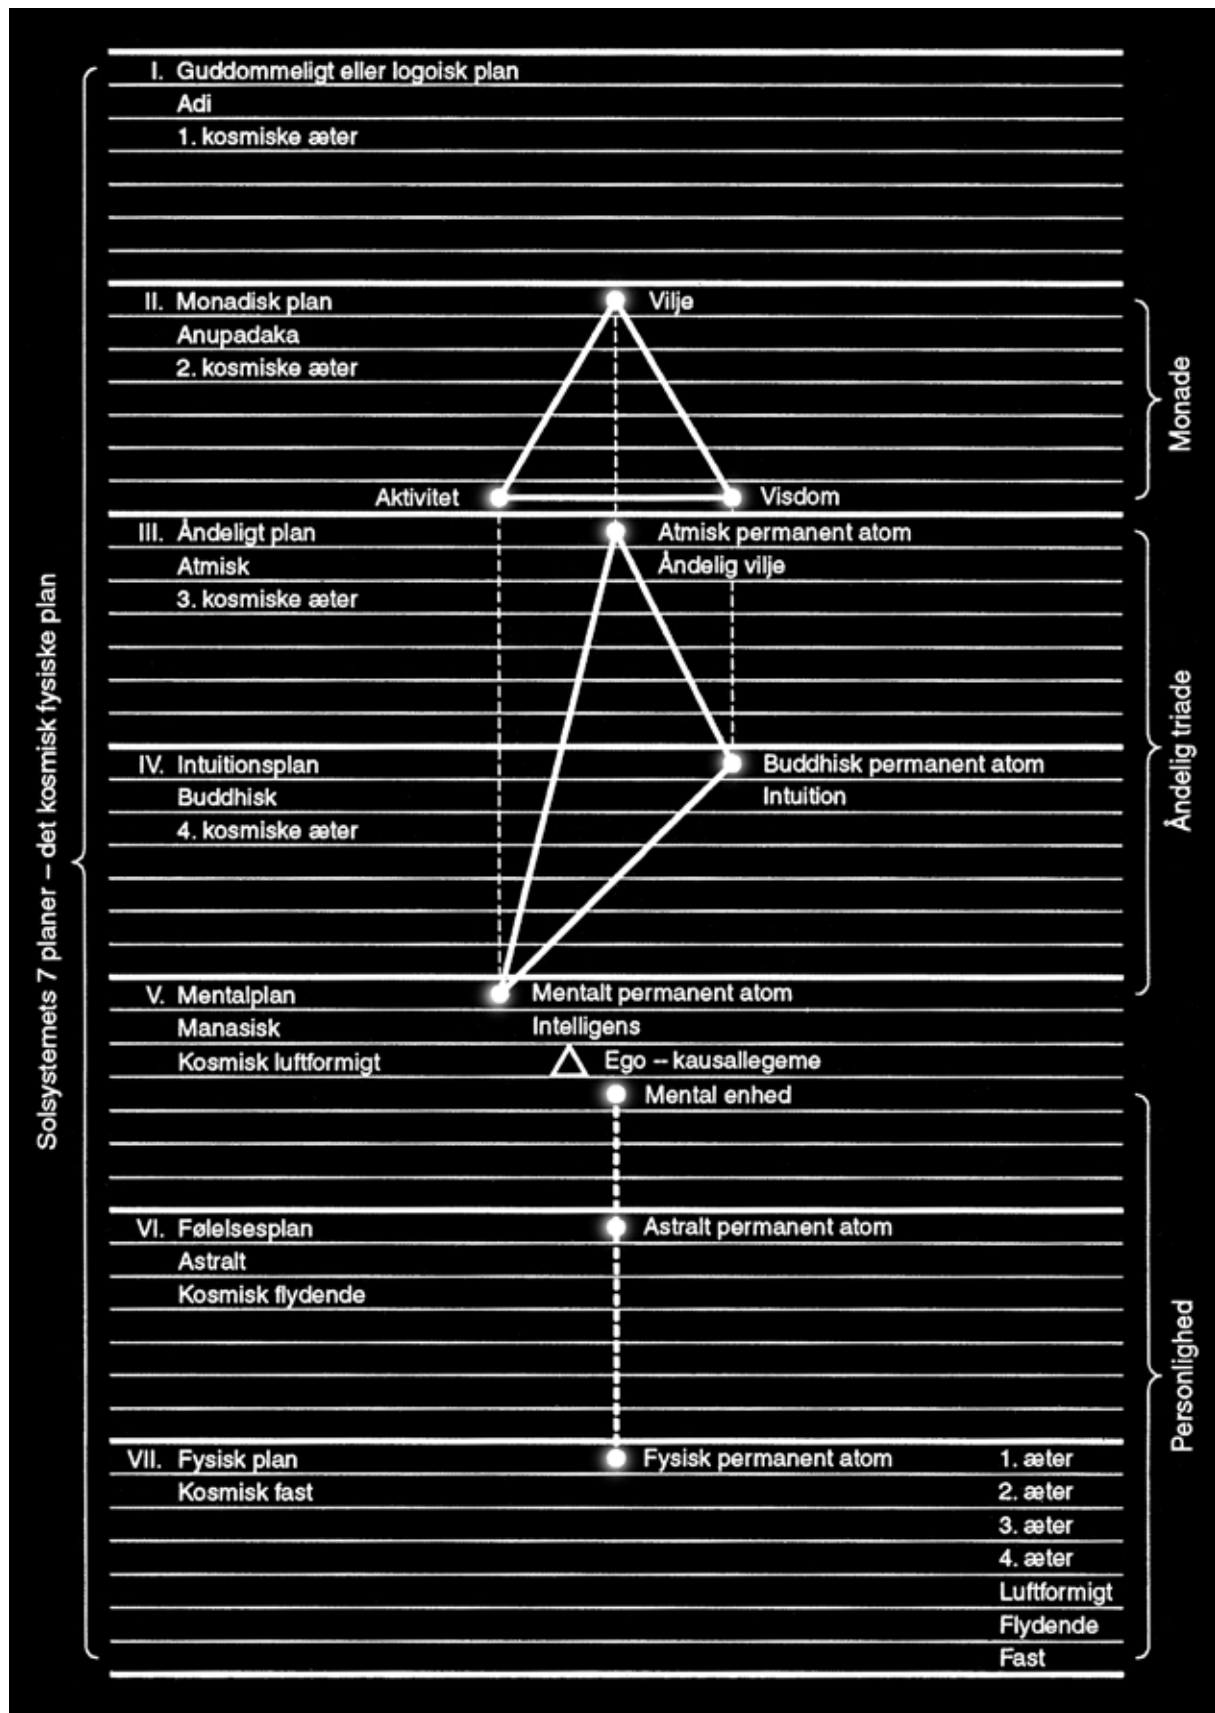 Solsystemets 7 planer – det kosmisk fysiske plan
I. Guddommeligt eller logoisk plan
Adi
1. kosmiske æter
II. Monadisk plan
Vilje
Anupadaka
2. kosmiske æter
Monade
Aktivitet
Visdom
III. Åndeligt plan
Atmisk permanent atom
Atmisk
Åndelig vilje
3. kosmiske æter
Åndelig triade
IV. Intuitionsplan
Buddhisk permanent atom
Buddhisk
Intuition
4. kosmiske æter
V. Mentalplan
Mentalt permanent atom
Manasisk
Intelligens
Kosmisk luftformigt
Ego – kausallegeme
Mental enhed
VI. Følelsesplan
Astralt permanent atom
Astralt
Kosmisk flydende
Personlighed
VII. Fysisk plan
Fysisk permanent atom
1. æter
Kosmisk fast
2. æter
3. æter
4. æter
Luftformigt
Flydende
Fast